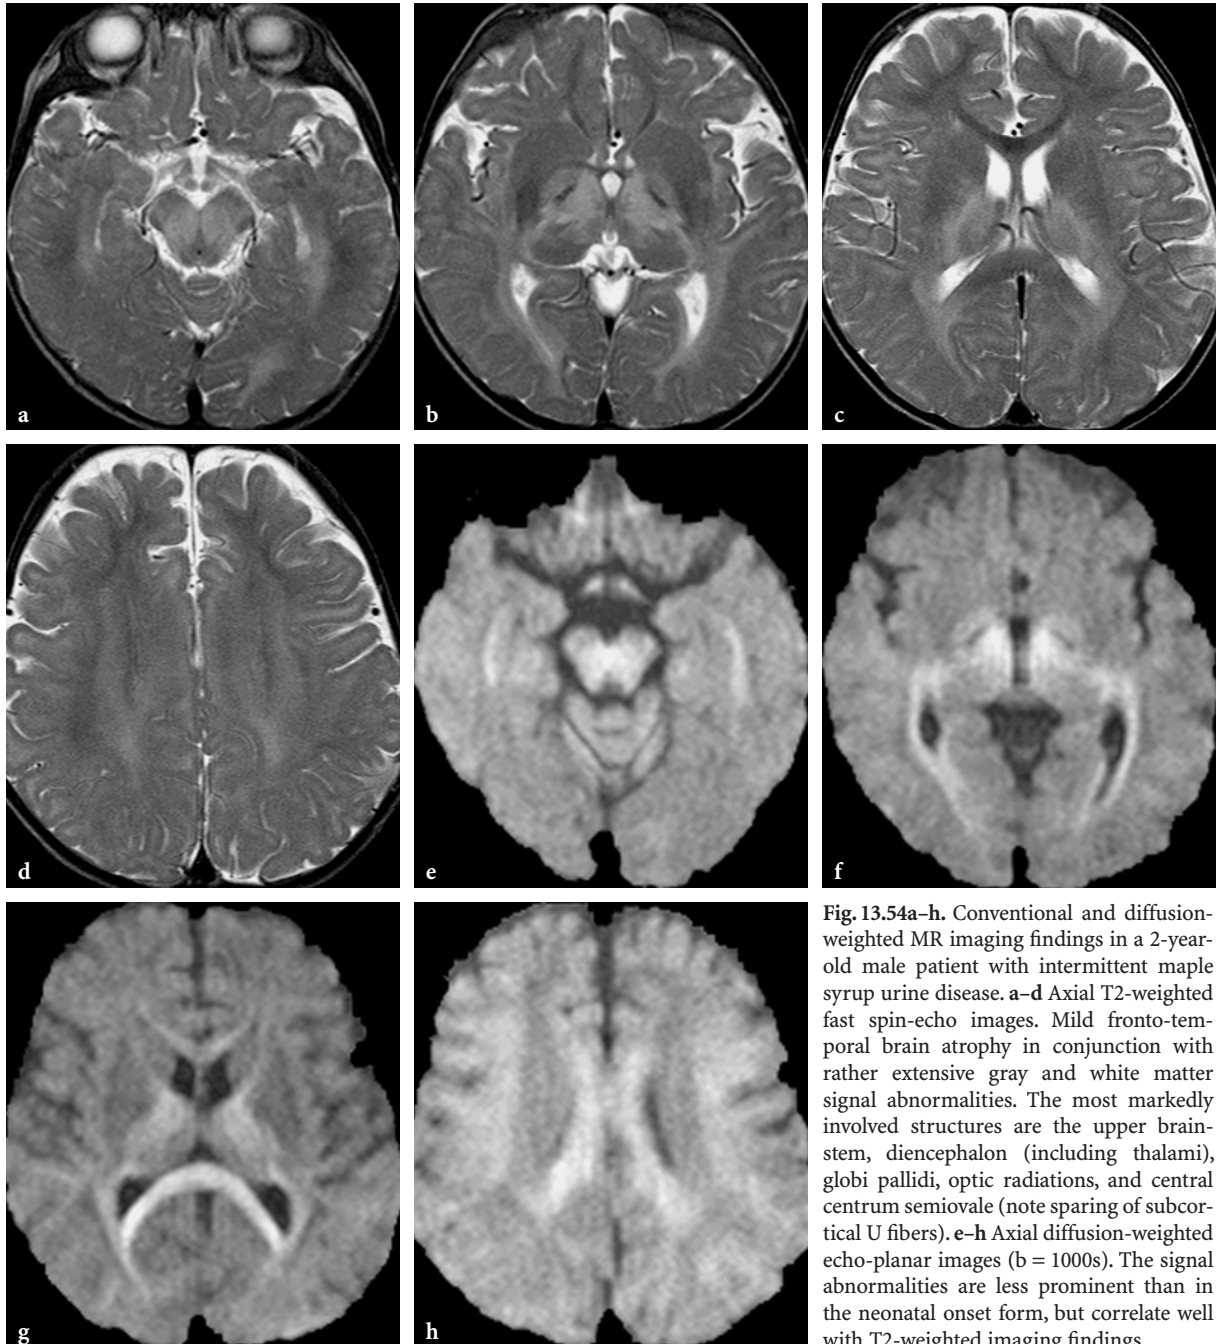 a
b
c
d
e
f
g
h
Fig. 13.54a–h. Conventional and diffusion-
weighted MR imaging findings in a 2-year-
old male patient with intermittent maple
syrup urine disease. a–d Axial T2-weighted
fast spin-echo images. Mild fronto-tem-
poral brain atrophy in conjunction with
rather extensive gray and white matter
signal abnormalities. The most markedly
involved structures are the upper brain-
stem, diencephalon (including thalami),
globi pallidi, optic radiations, and central
centrum semiovale (note sparing of subcor-
tical U fibers). e–h Axial diffusion-weighted
echo-planar images (b = 1000s). The signal
abnormalities are less prominent than in
the neonatal onset form, but correlate well
with T2-weighted imaging findings